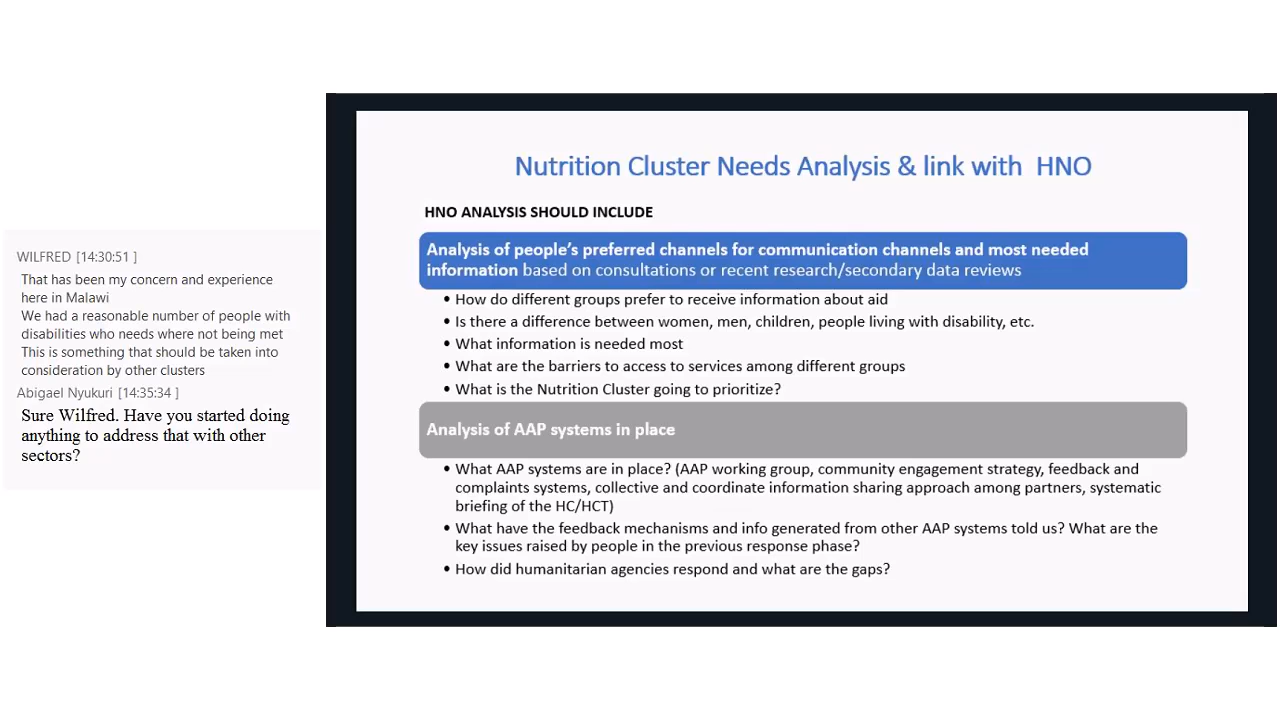 WILFRED [14:30:51 ]
That has been my concern and experience
here in Malawi
We had a reasonable number of people with
disabilities who needs where not being met
This is something that should be taken into
consideration by other clusters
Abigael Nyukuri [14:35:34 ]
Sure Wilfred. Have you started doing
anything to address that with other
sectors?
Nutrition Cluster Needs Analysis & link with HNO
HNO ANALYSIS SHOULD INCLUDE
Analysis of people's preferred channels for communication channels and most needed
information based on consultations or recent research/secondary data reviews
• How do different groups prefer to receive information about aid
• Is there a difference between women, men, children, people living with disability, etc.
• What information is needed most
• What are the barriers to access to services among different groups
• What is the Nutrition Cluster going to prioritize?
Analysis of AAP systems in place
• What AAP systems are in place? (AAP working group, community engagement strategy, feedback and
complaints systems, collective and coordinate information sharing approach among partners, systematic
briefing of the HC/HCT)
• What have the feedback mechanisms and info generated from other AAP systems told us? What are the
key issues raised by people in the previous response phase?
• How did humanitarian agencies respond and what are the gaps?